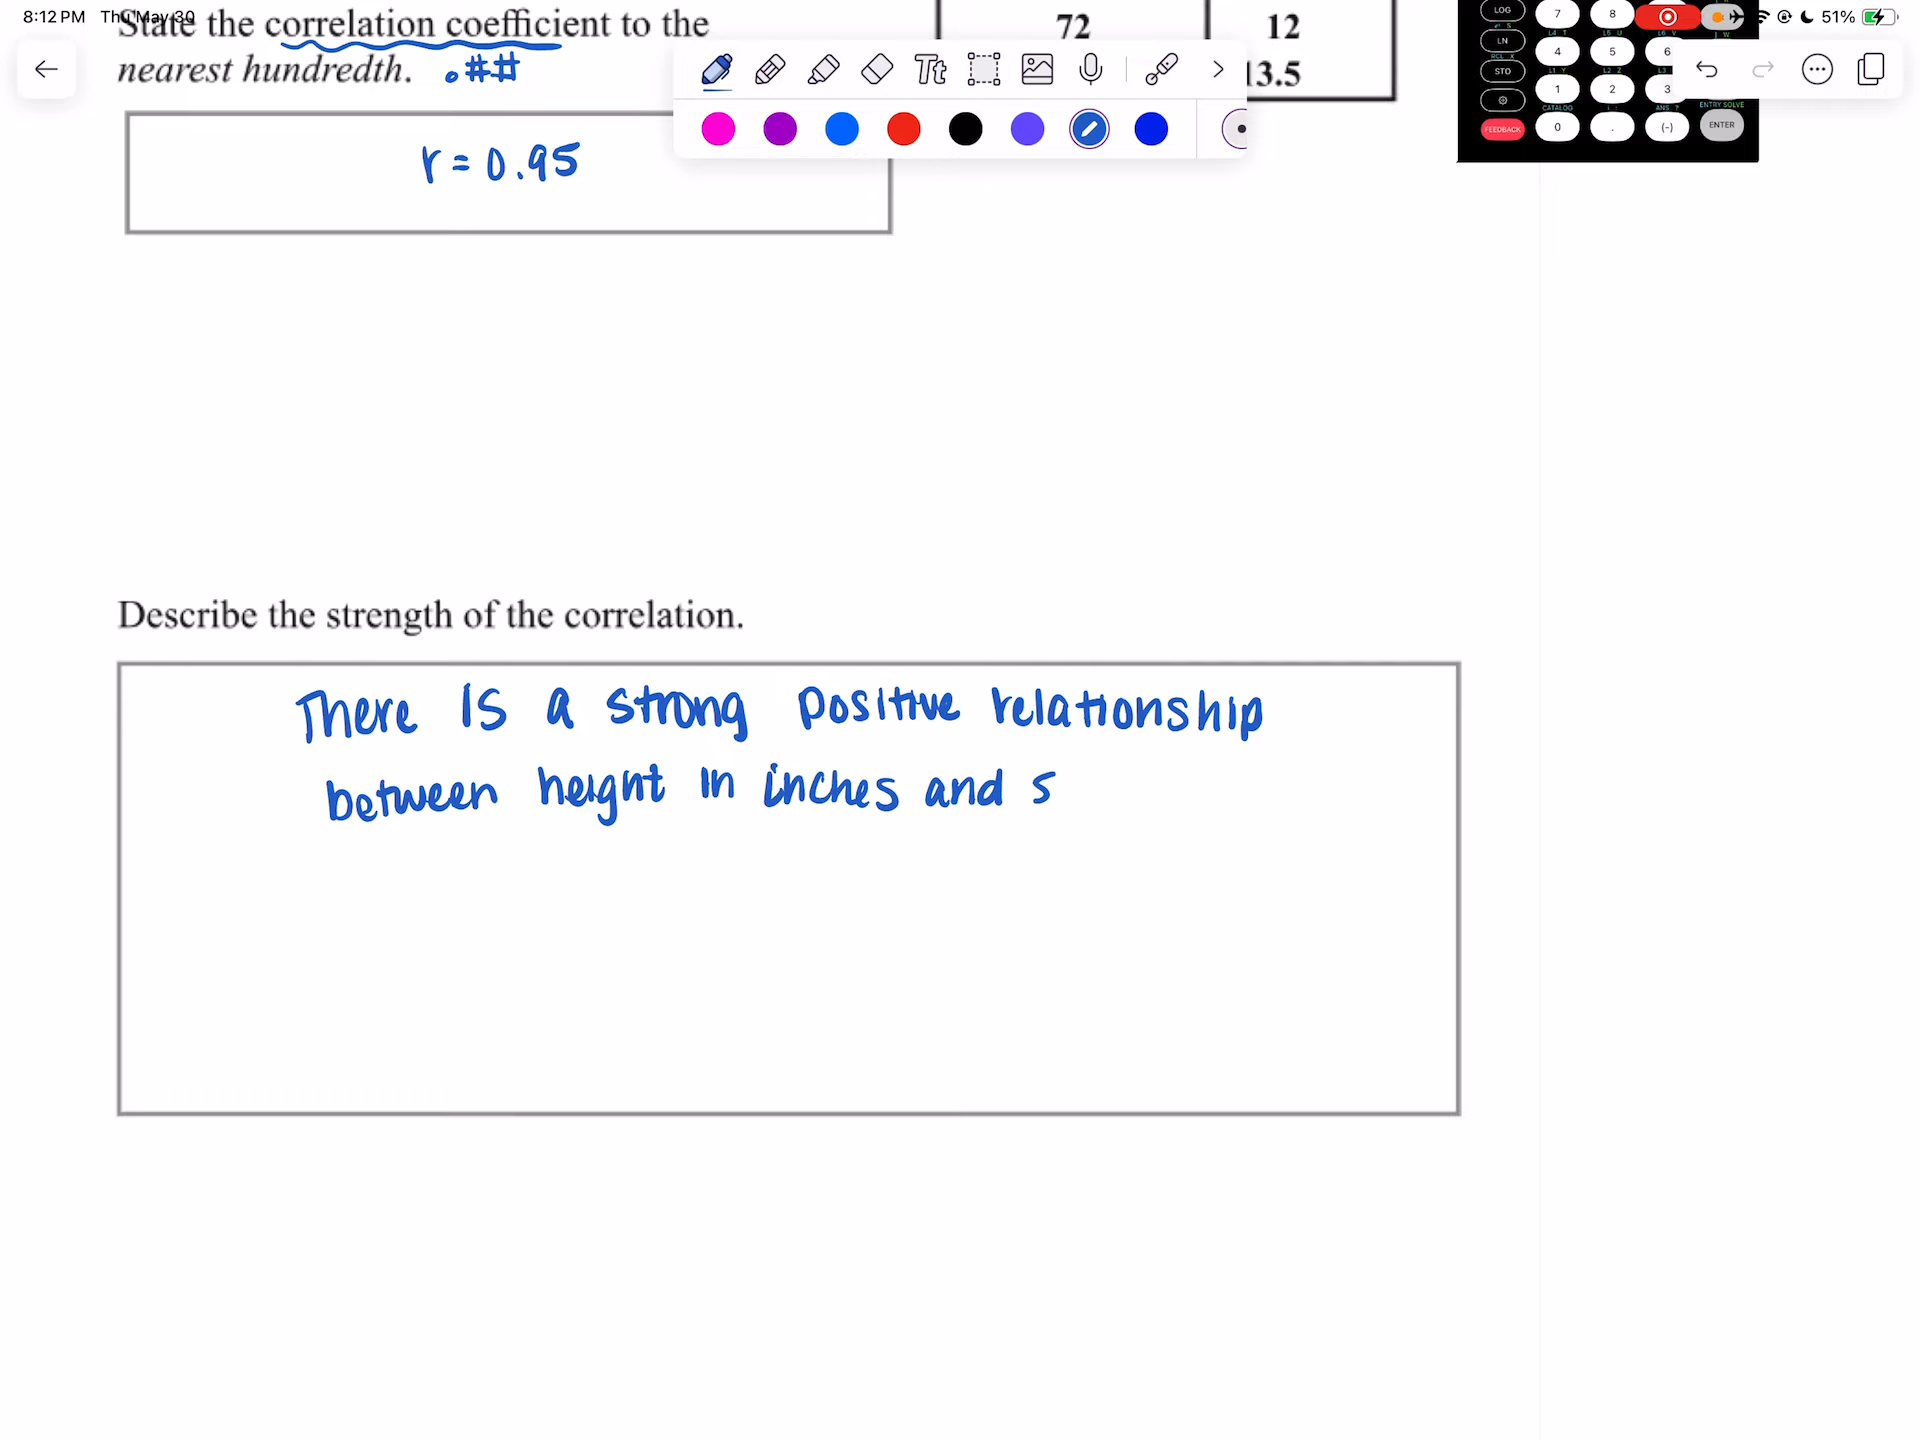 8:12 PM Thu May 30
51%
State the correlation coefficient to the
nearest hundredth. .##
72 12
13.5
r = 0.95
Tt
LOG 7 8
LN 4 5 6
STO 1 2 3
CATALOG ANS ? ENTRY SOLVE
FEEDBACK 0 . (-) ENTER
Describe the strength of the correlation.
There is a strong positive relationship
between height in inches and s